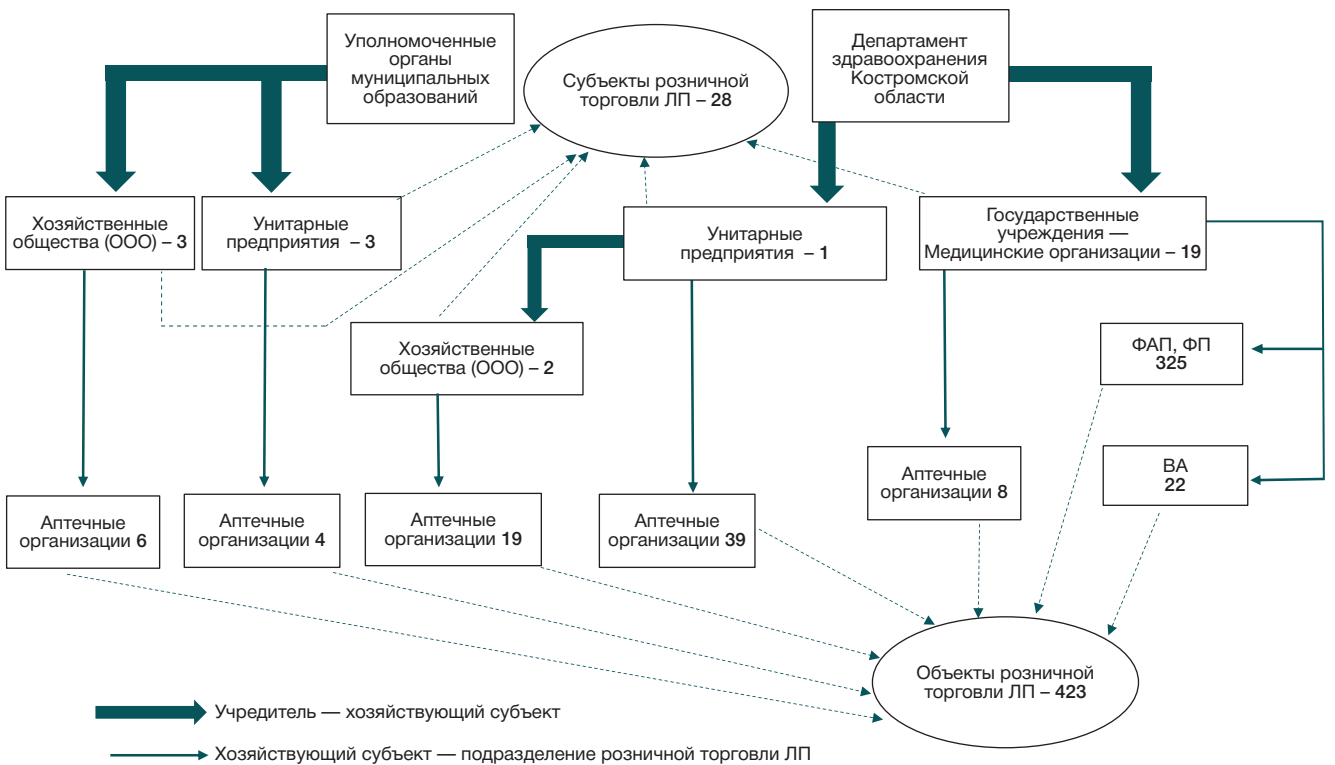 Уполномоченные
органы
муниципальных
образований
Субъекты розничной
торговли ЛП – 28
Департамент
здравоохранения
Костромской
области
Хозяйственные
общества (ООО) – 3
Унитарные
предприятия – 3
Унитарные
предприятия – 1
Государственные
учреждения —
Медицинские организации – 19
Хозяйственные
общества (ООО) – 2
ФАП, ФП
325
ВА
22
Аптечные
организации 6
Аптечные
организации 4
Аптечные
организации 19
Аптечные
организации 39
Аптечные
организации 8
Объекты розничной
торговли ЛП – 423
Учредитель — хозяйствующий субъект
Хозяйствующий субъект — подразделение розничной торговли ЛП